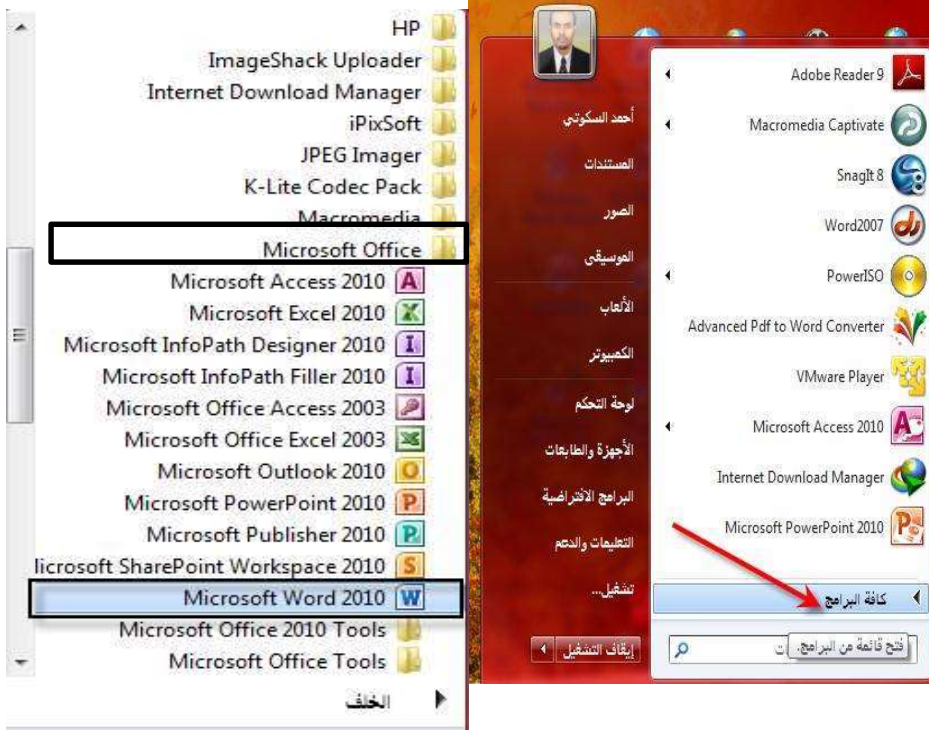 Adobe Reader 9
Macromedia Captivate
SnagIt 8
Word2007
PowerISO
Advanced Pdf to Word Converter
VMware Player
Microsoft Access 2010
Internet Download Manager
Microsoft PowerPoint 2010
كافة البرامج
فتح قائمة من البرامج.
أحمد السكوتي
المستندات
الصور
الموسيقى
الألعاب
الكمبيوتر
لوحة التحكم
الأجهزة والطابعات
البرامج الافتراضية
التعليمات والدعم
تشغيل...
إيقاف التشغيل
HP
ImageShack Uploader
Internet Download Manager
iPixSoft
JPEG Imager
K-Lite Codec Pack
Macromedia
Microsoft Office
Microsoft Access 2010
Microsoft Excel 2010
Microsoft InfoPath Designer 2010
Microsoft InfoPath Filler 2010
Microsoft Office Access 2003
Microsoft Office Excel 2003
Microsoft Outlook 2010
Microsoft PowerPoint 2010
Microsoft Publisher 2010
licrosoft SharePoint Workspace 2010
Microsoft Word 2010
Microsoft Office 2010 Tools
Microsoft Office Tools
الخلف